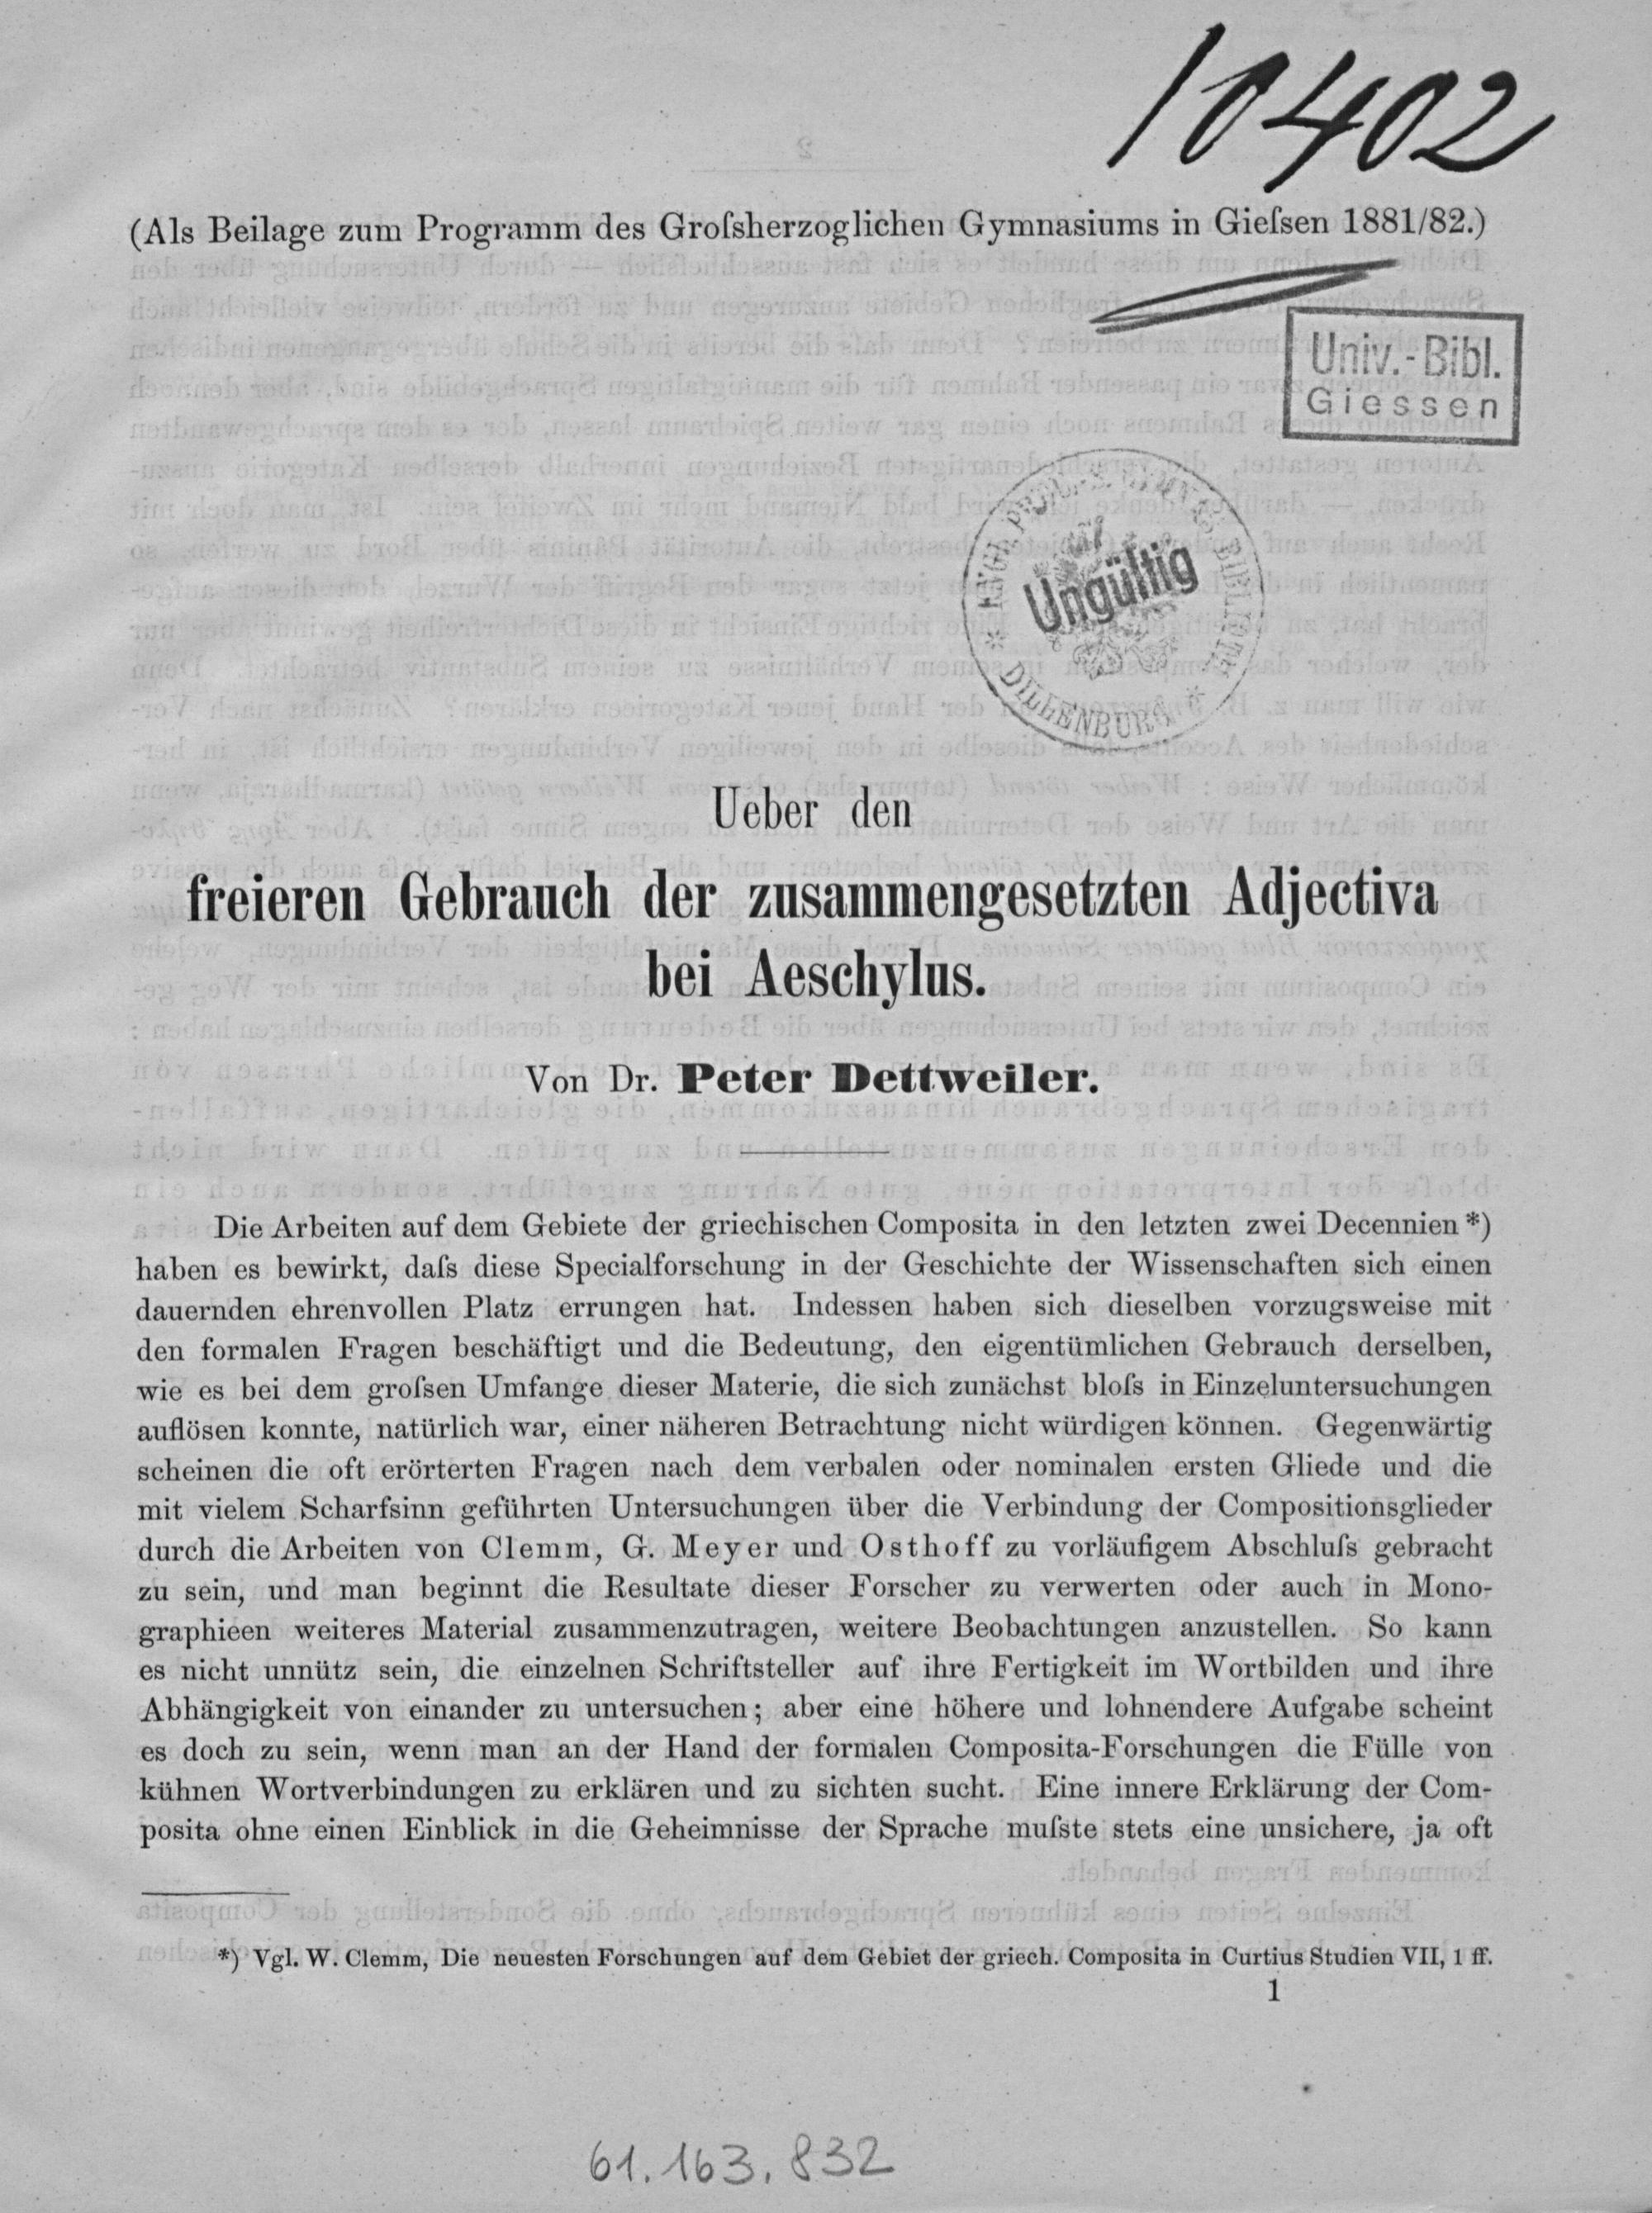 10402
(Als Beilage zum Programm des Groſsherzoglichen Gymnasiums in Gieſsen 1881/82.)
Univ.-Bibl.
Giessen
Ungültig
DILLENBURG
Ueber den
freieren Gebrauch der zusammengesetzten Adjectiva
bei Aeschylus.
Von Dr. Peter Dettweiler.
Die Arbeiten auf dem Gebiete der griechischen Composita in den letzten zwei Decennien*)
haben es bewirkt, daſs diese Specialforschung in der Geschichte der Wissenschaften sich einen
dauernden ehrenvollen Platz errungen hat. Indessen haben sich dieselben vorzugsweise mit
den formalen Fragen beschäftigt und die Bedeutung, den eigentümlichen Gebrauch derselben,
wie es bei dem groſsen Umfange dieser Materie, die sich zunächst bloſs in Einzeluntersuchungen
auflösen konnte, natürlich war, einer näheren Betrachtung nicht würdigen können. Gegenwärtig
scheinen die oft erörterten Fragen nach dem verbalen oder nominalen ersten Gliede und die
mit vielem Scharfsinn geführten Untersuchungen über die Verbindung der Compositionsglieder
durch die Arbeiten von Clemm, G. Meyer und Osthoff zu vorläufigem Abschluſs gebracht
zu sein, und man beginnt die Resultate dieser Forscher zu verwerten oder auch in Mono-
graphieen weiteres Material zusammenzutragen, weitere Beobachtungen anzustellen. So kann
es nicht unnütz sein, die einzelnen Schriftsteller auf ihre Fertigkeit im Wortbilden und ihre
Abhängigkeit von einander zu untersuchen; aber eine höhere und lohnendere Aufgabe scheint
es doch zu sein, wenn man an der Hand der formalen Composita-Forschungen die Fülle von
kühnen Wortverbindungen zu erklären und zu sichten sucht. Eine innere Erklärung der Com-
posita ohne einen Einblick in die Geheimnisse der Sprache muſste stets eine unsichere, ja oft
*) Vgl. W. Clemm, Die neuesten Forschungen auf dem Gebiet der griech. Composita in Curtius Studien VII, 1 ff.
1
61.163.832